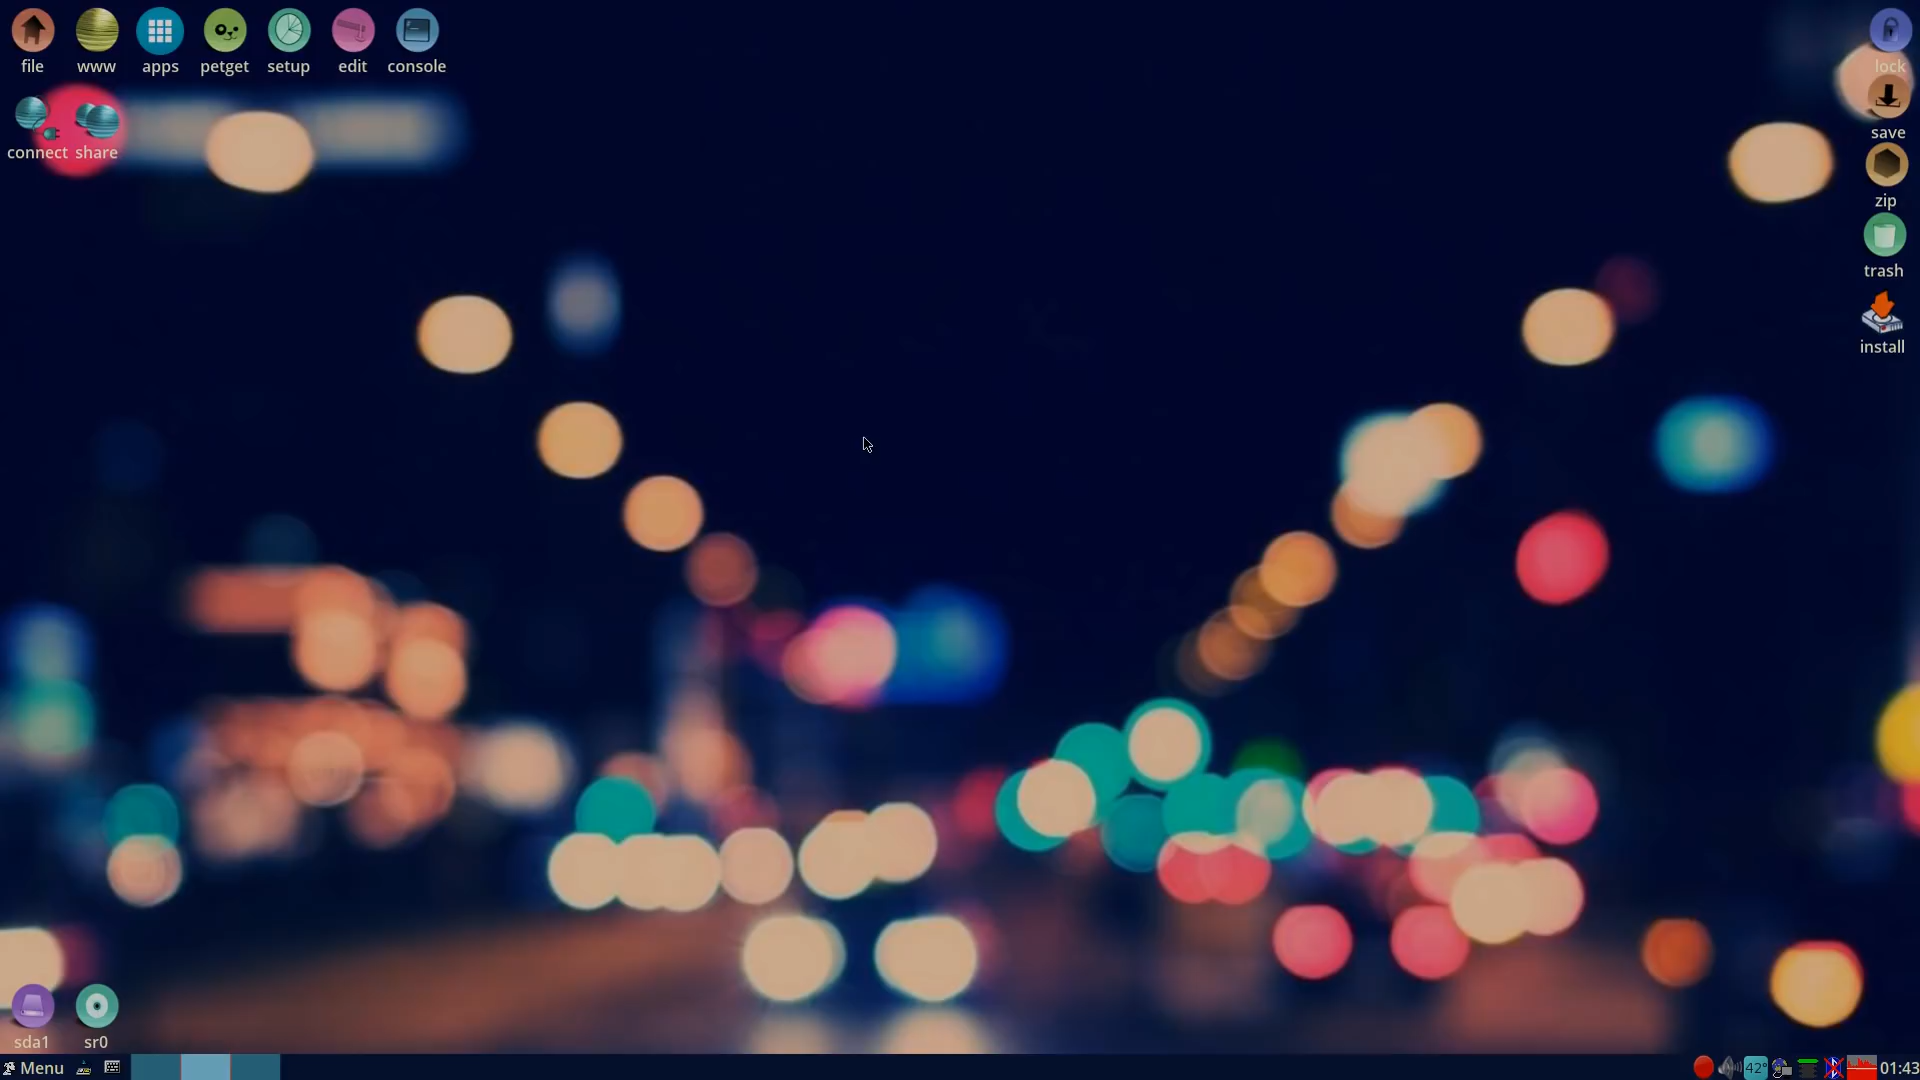 file www apps petget setup edit console
lock
connect share
save
zip
trash
install
sda1 sr0
Menu 42° 01:43